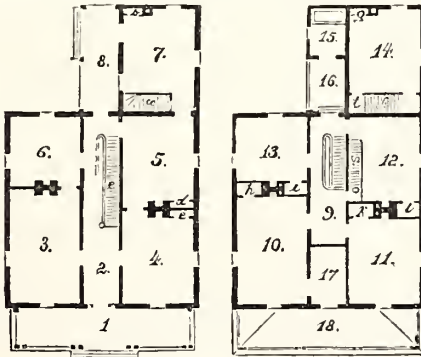 8. 7. 15. 14.
16.
6. 5. 13. 12.
e d h i
e 9 k l
3. 4. 10. 11.
2. 17
1 18.